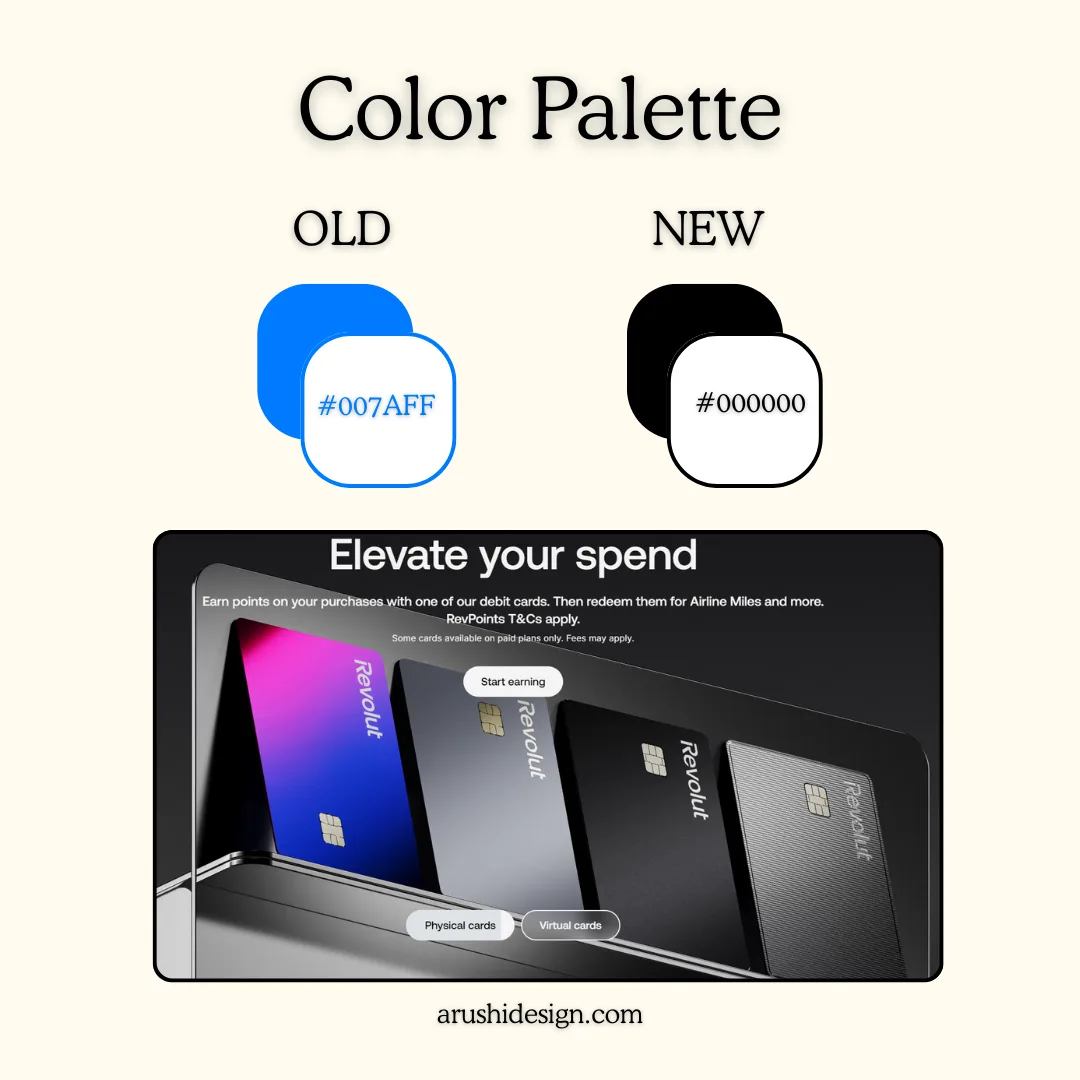 Color Palette
OLD
NEW
#007AFF
#000000
Elevate your spend
Earn points on your purchases with one of our debit cards. Then redeem them for Airline Miles and more.
RevPoints T&Cs apply.
Some cards available on paid plans only. Fees may apply.
Start earning
Revolut
Revolut
Revolut
Revolut
Physical cards
Virtual cards
arushidesign.com